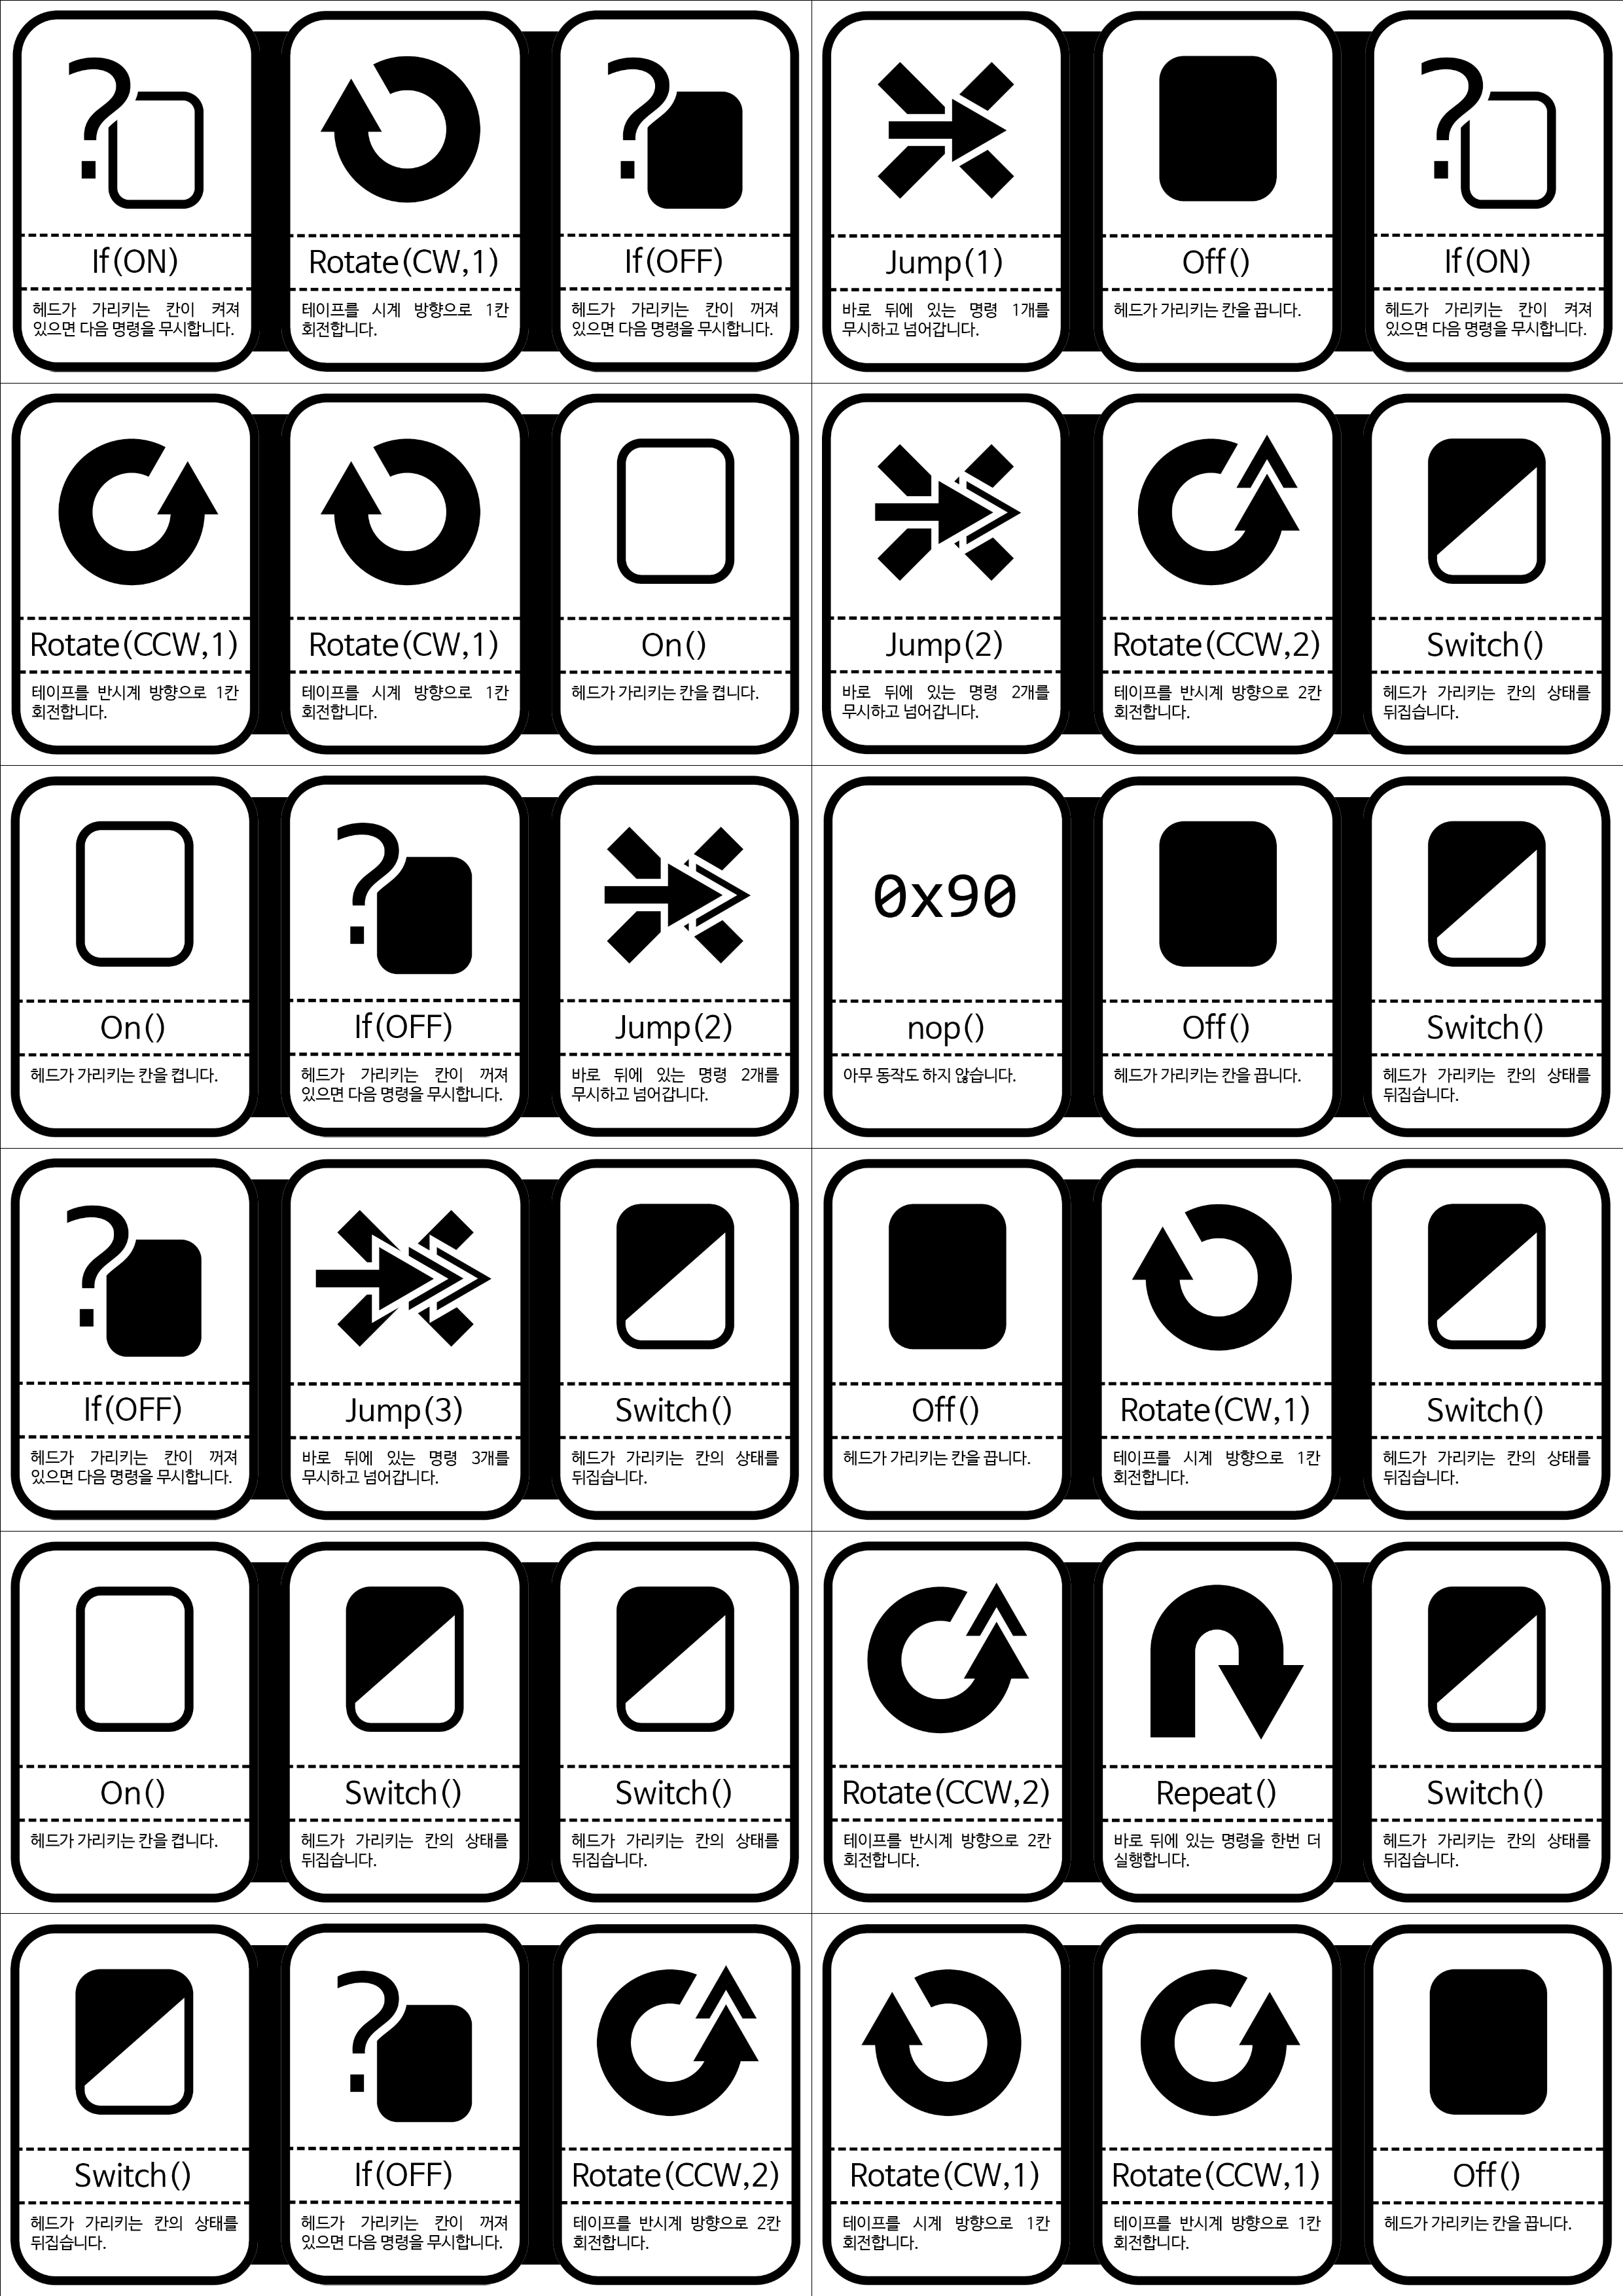 ?
?
?
If(ON)
Rotate(CW,1)
If(OFF)
Jump(1)
Off()
If(ON)
헤드가 가리키는 칸이 켜져
있으면 다음 명령을 무시합니다.
테이프를 시계 방향으로 1칸
회전합니다.
헤드가 가리키는 칸이 꺼져
있으면 다음 명령을 무시합니다.
바로 뒤에 있는 명령 1개를
무시하고 넘어갑니다.
헤드가 가리키는 칸을 끕니다.
헤드가 가리키는 칸이 켜져
있으면 다음 명령을 무시합니다.
Rotate(CCW,1)
Rotate(CW,1)
On()
Jump(2)
Rotate(CCW,2)
Switch()
테이프를 반시계 방향으로 1칸
회전합니다.
테이프를 시계 방향으로 1칸
회전합니다.
헤드가 가리키는 칸을 켭니다.
바로 뒤에 있는 명령 2개를
무시하고 넘어갑니다.
테이프를 반시계 방향으로 2칸
회전합니다.
헤드가 가리키는 칸의 상태를
뒤집습니다.
?
0x90
On()
If(OFF)
Jump(2)
nop()
Off()
Switch()
헤드가 가리키는 칸을 켭니다.
헤드가 가리키는 칸이 꺼져
있으면 다음 명령을 무시합니다.
바로 뒤에 있는 명령 2개를
무시하고 넘어갑니다.
아무 동작도 하지 않습니다.
헤드가 가리키는 칸을 끕니다.
헤드가 가리키는 칸의 상태를
뒤집습니다.
?
If(OFF)
Jump(3)
Switch()
Off()
Rotate(CW,1)
Switch()
헤드가 가리키는 칸이 꺼져
있으면 다음 명령을 무시합니다.
바로 뒤에 있는 명령 3개를
무시하고 넘어갑니다.
헤드가 가리키는 칸의 상태를
뒤집습니다.
헤드가 가리키는 칸을 끕니다.
테이프를 시계 방향으로 1칸
회전합니다.
헤드가 가리키는 칸의 상태를
뒤집습니다.
On()
Switch()
Switch()
Rotate(CCW,2)
Repeat()
Switch()
헤드가 가리키는 칸을 켭니다.
헤드가 가리키는 칸의 상태를
뒤집습니다.
헤드가 가리키는 칸의 상태를
뒤집습니다.
테이프를 반시계 방향으로 2칸
회전합니다.
바로 뒤에 있는 명령을 한번 더
실행합니다.
헤드가 가리키는 칸의 상태를
뒤집습니다.
?
Switch()
If(OFF)
Rotate(CCW,2)
Rotate(CW,1)
Rotate(CCW,1)
Off()
헤드가 가리키는 칸의 상태를
뒤집습니다.
헤드가 가리키는 칸이 꺼져
있으면 다음 명령을 무시합니다.
테이프를 반시계 방향으로 2칸
회전합니다.
테이프를 시계 방향으로 1칸
회전합니다.
테이프를 반시계 방향으로 1칸
회전합니다.
헤드가 가리키는 칸을 끕니다.